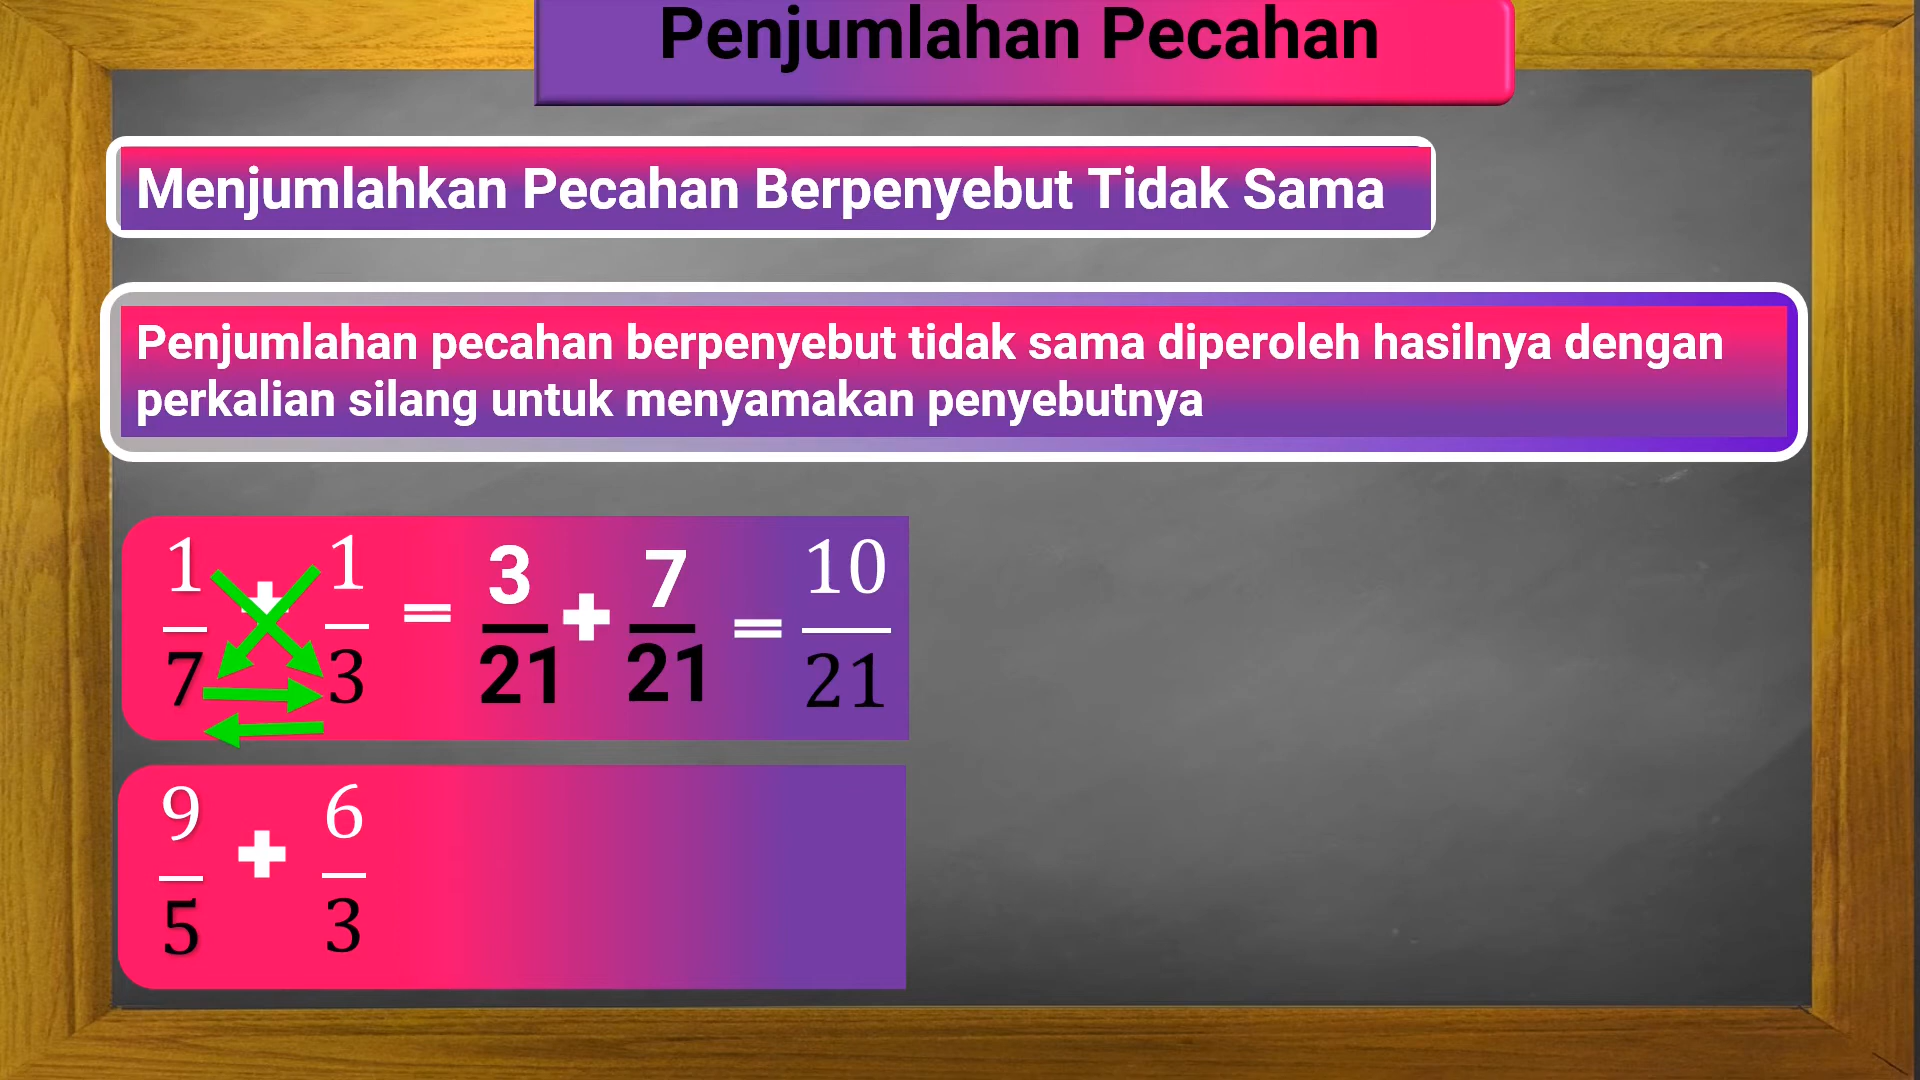 Penjumlahan Pecahan
Menjumlahkan Pecahan Berpenyebut Tidak Sama
Penjumlahan pecahan berpenyebut tidak sama diperoleh hasilnya dengan
perkalian silang untuk menyamakan penyebutnya
1/7 + 1/3 = 3/21 + 7/21 = 10/21
9/5 + 6/3